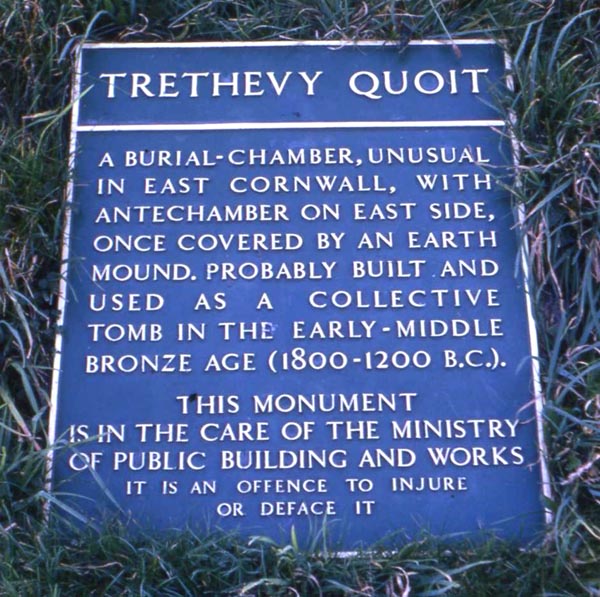 TRETHEVY QUOIT
A BURIAL-CHAMBER, UNUSUAL
IN EAST CORNWALL, WITH
ANTECHAMBER ON EAST SIDE,
ONCE COVERED BY AN EARTH
MOUND. PROBABLY BUILT AND
USED AS A COLLECTIVE
TOMB IN THE EARLY-MIDDLE
BRONZE AGE (1800-1200 B.C.).
THIS MONUMENT
IS IN THE CARE OF THE MINISTRY
OF PUBLIC BUILDING AND WORKS
IT IS AN OFFENCE TO INJURE
OR DEFACE IT